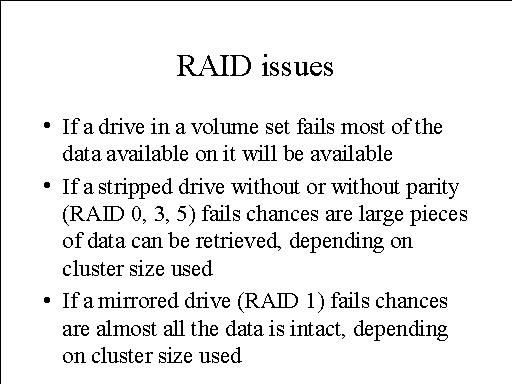 RAID issues
• If a drive in a volume set fails most of the
data available on it will be available
• If a stripped drive without or without parity
(RAID 0, 3, 5) fails chances are large pieces
of data can be retrieved, depending on
cluster size used
• If a mirrored drive (RAID 1) fails chances
are almost all the data is intact, depending
on cluster size used